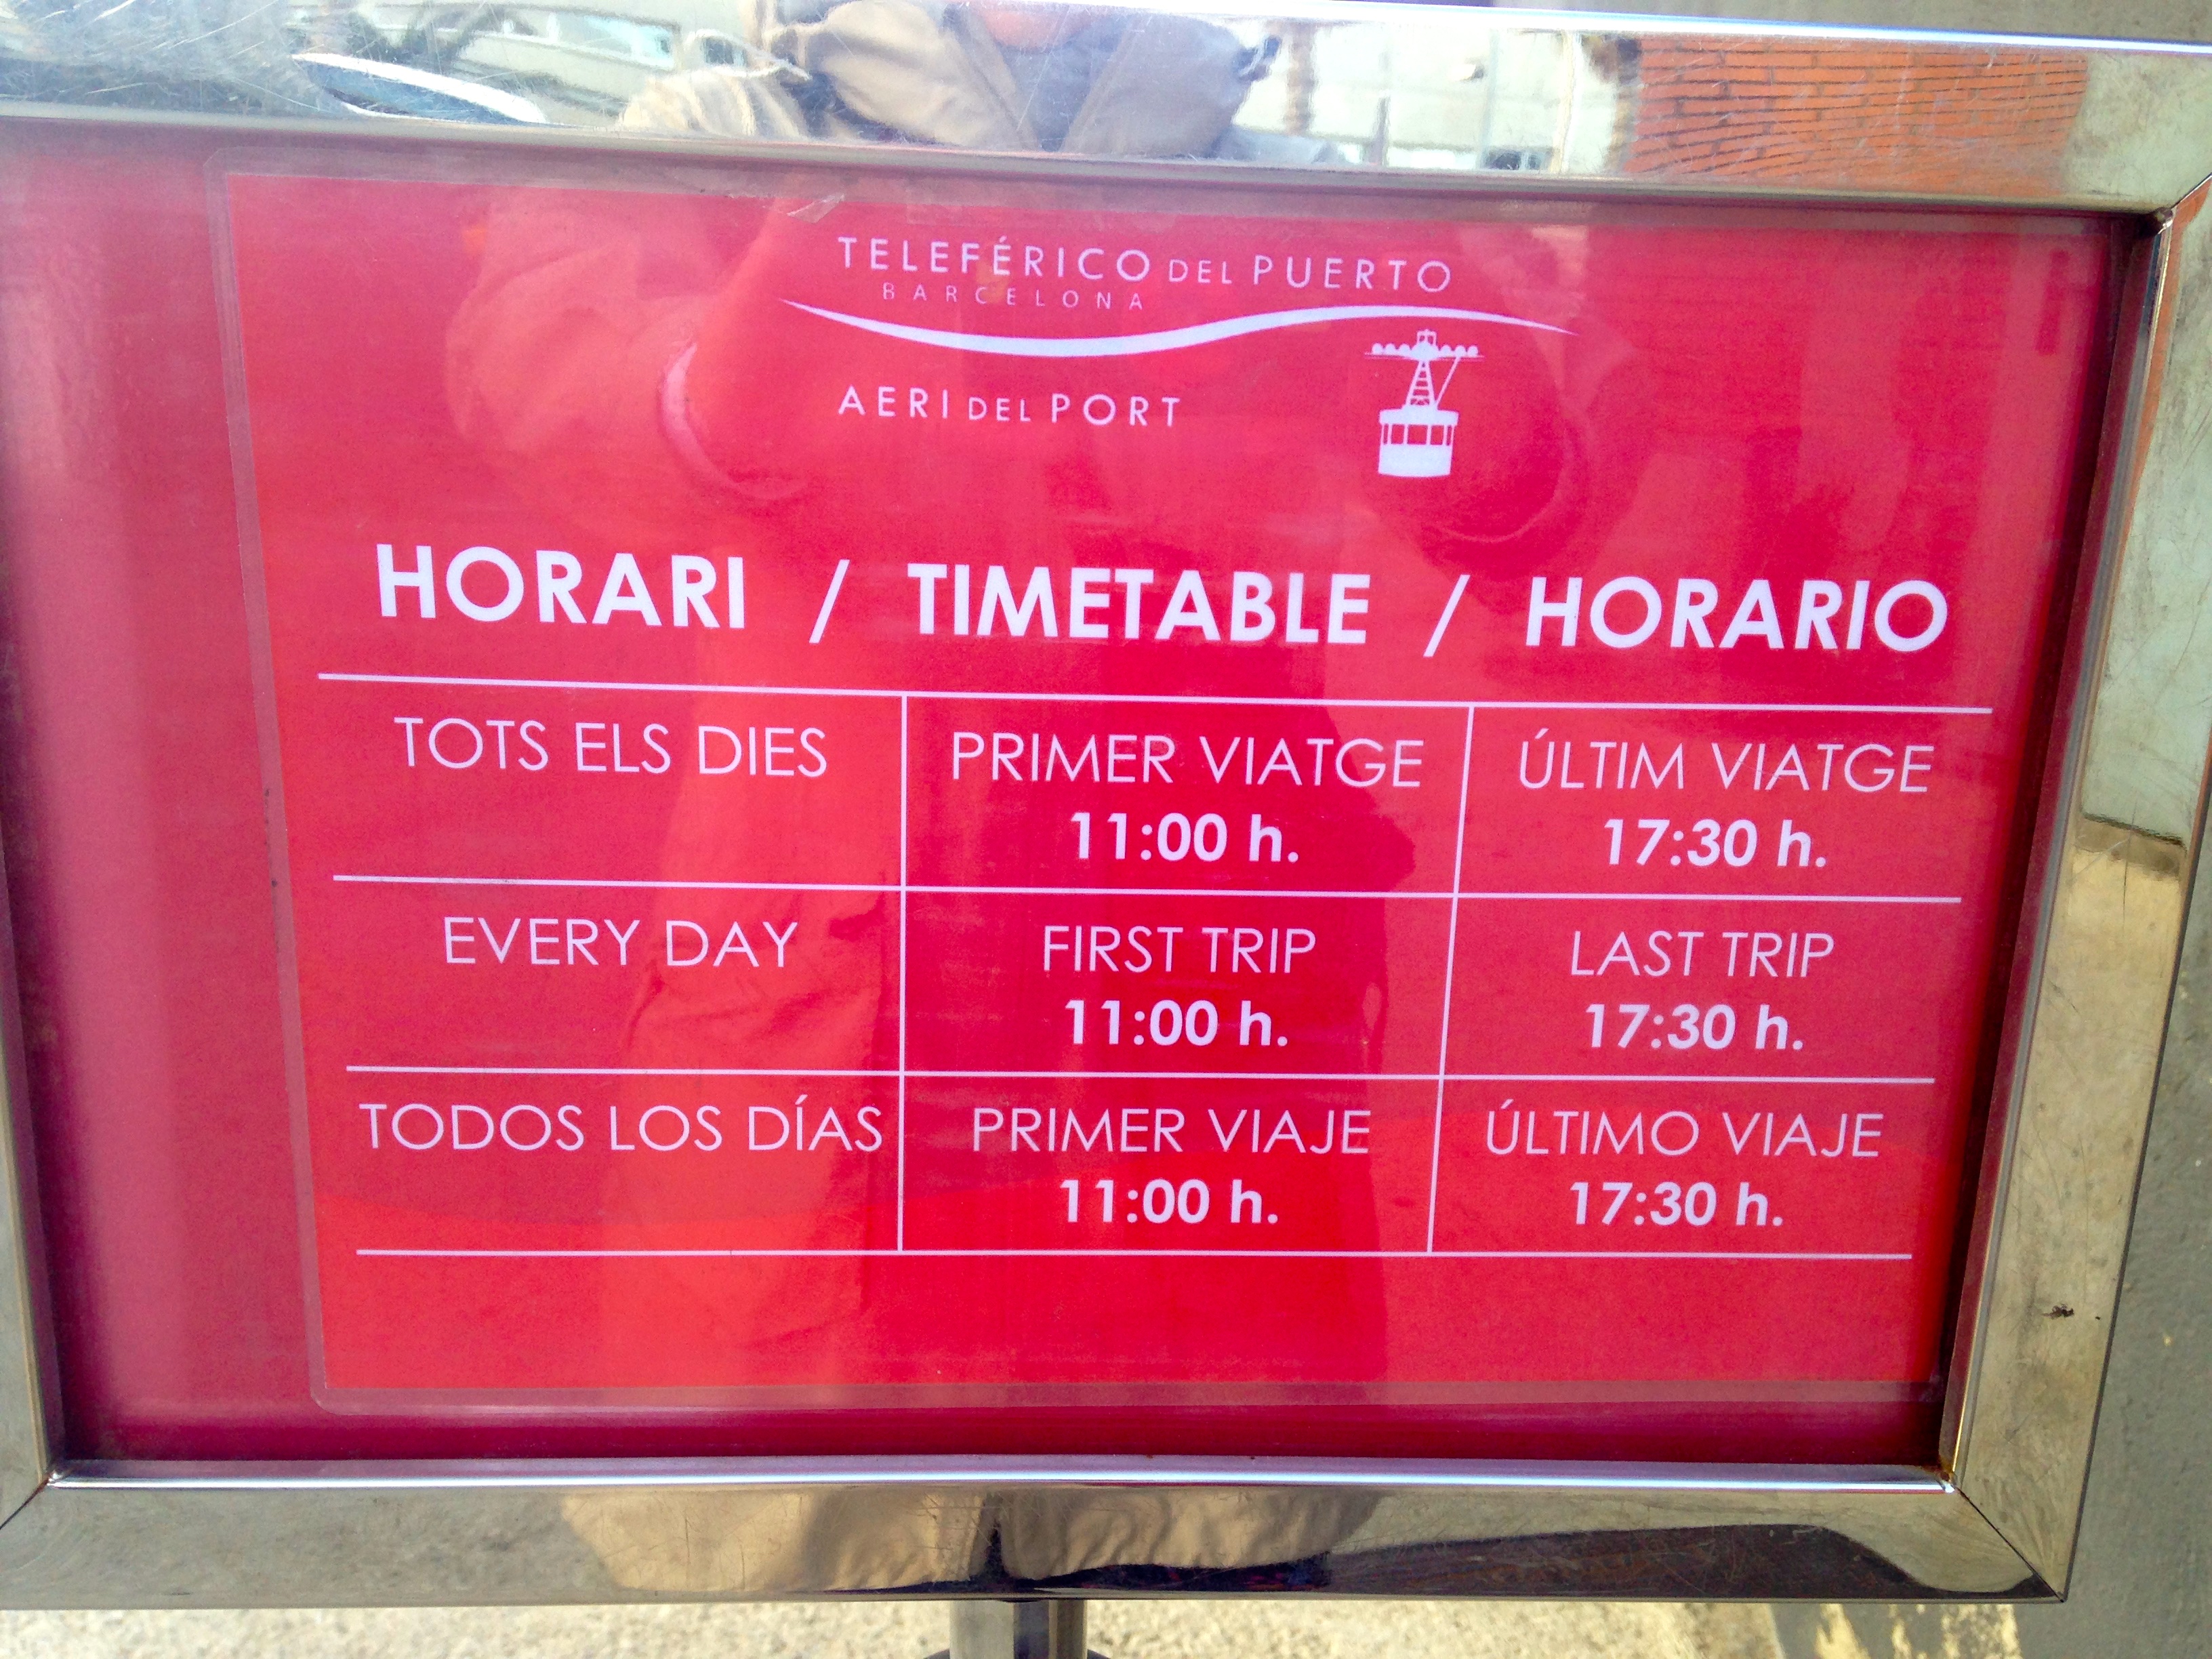 TELEFÉRICO DEL PUERTO
BARCELONA
AERI DEL PORT
HORARI / TIMETABLE / HORARIO
TOTS ELS DIES
PRIMER VIATGE
11:00 h.
ÚLTIM VIATGE
17:30 h.
EVERY DAY
FIRST TRIP
11:00 h.
LAST TRIP
17:30 h.
TODOS LOS DÍAS
PRIMER VIAJE
11:00 h.
ÚLTIMO VIAJE
17:30 h.